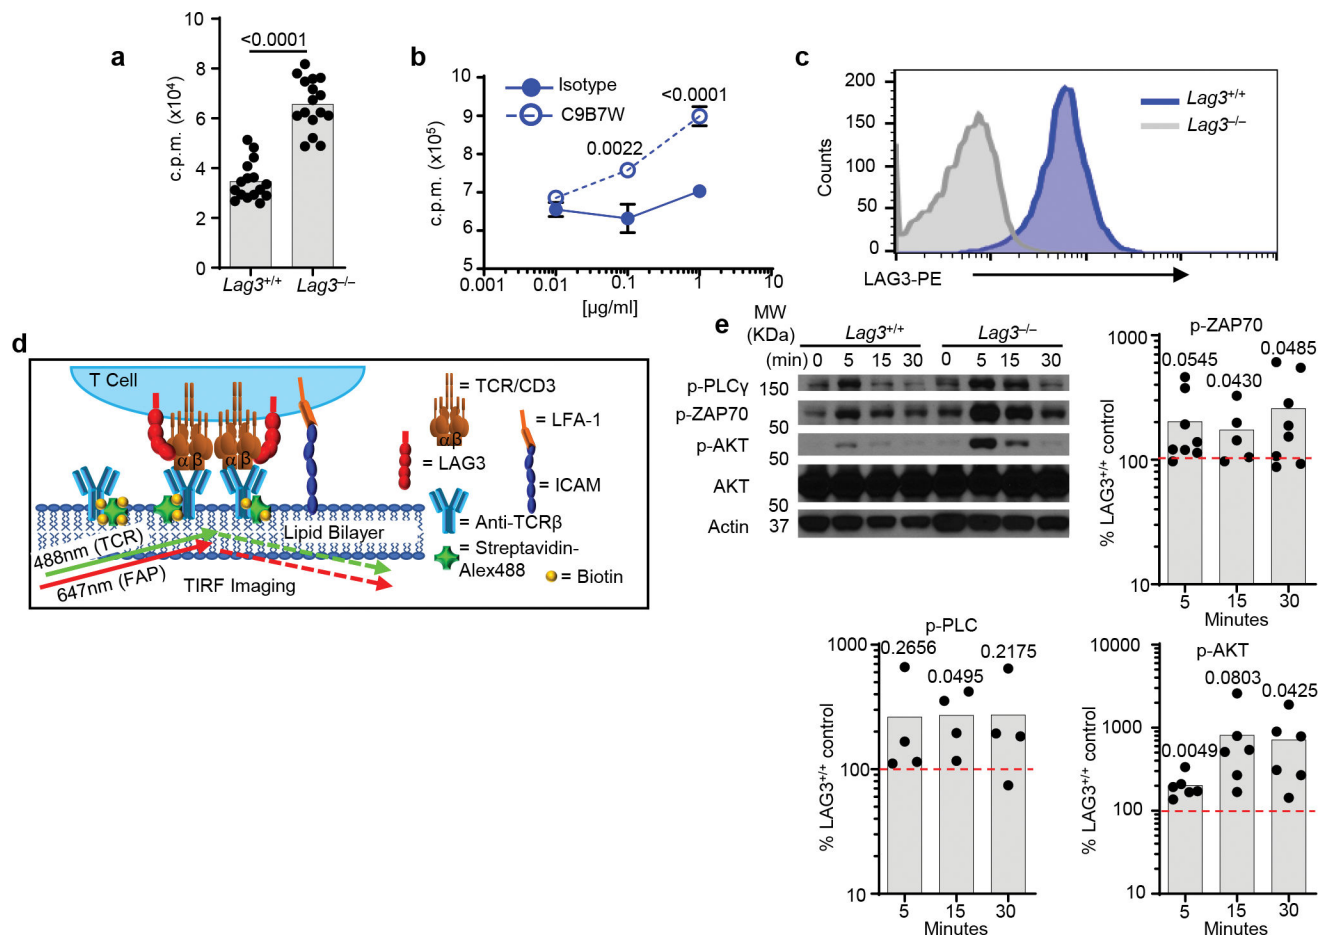 a
c.p.m. (x10⁴)
10
8
6
4
2
0
<0.0001
Lag3+/+
Lag3–/–
b
c.p.m. (x10⁵)
10
9
8
7
6
5
Isotype
C9B7W
<0.0001
0.0022
0.001
0.01
0.1
1
10
[µg/ml]
c
Counts
200
150
100
50
0
Lag3+/+
Lag3–/–
LAG3-PE
d
T Cell
αβ
αβ
488nm (TCR)
647nm (FAP)
TIRF Imaging
Lipid Bilayer
αβ
= TCR/CD3
= LFA-1
= LAG3
= ICAM
= Anti-TCRβ
= Streptavidin-
Alex488
= Biotin
e
MW
(KDa)
Lag3+/+
Lag3–/–
(min) 0 5 15 30 0 5 15 30
p-PLCγ 150
p-ZAP70
50
p-AKT
50
AKT
50
Actin 37
p-ZAP70
% LAG3+/+ control
1000
100
10
0.0545
0.0430
0.0485
5 15 30
Minutes
p-PLC
% LAG3+/+ control
1000
100
10
0.2656
0.0495
0.2175
5 15 30
Minutes
p-AKT
% LAG3+/+ control
10000
1000
100
10
0.0049
0.0803
0.0425
5 15 30
Minutes